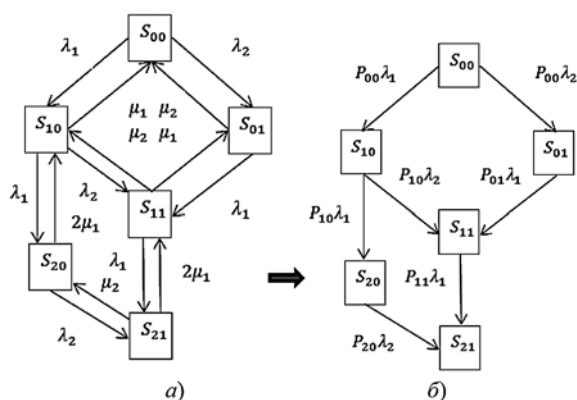 S₀₀
λ₁
λ₂
S₁₀
μ₁ μ₂
μ₂ μ₁
S₀₁
λ₁
λ₂
2μ₁
S₁₁
λ₁
S₂₀
μ₂
λ₁
2μ₁
λ₂
S₂₁
а)
S₀₀
P₀₀λ₁
P₀₀λ₂
S₁₀
S₀₁
P₁₀λ₂
P₀₁λ₁
P₁₀λ₁
S₁₁
S₂₀
P₁₁λ₁
P₂₀λ₂
S₂₁
б)